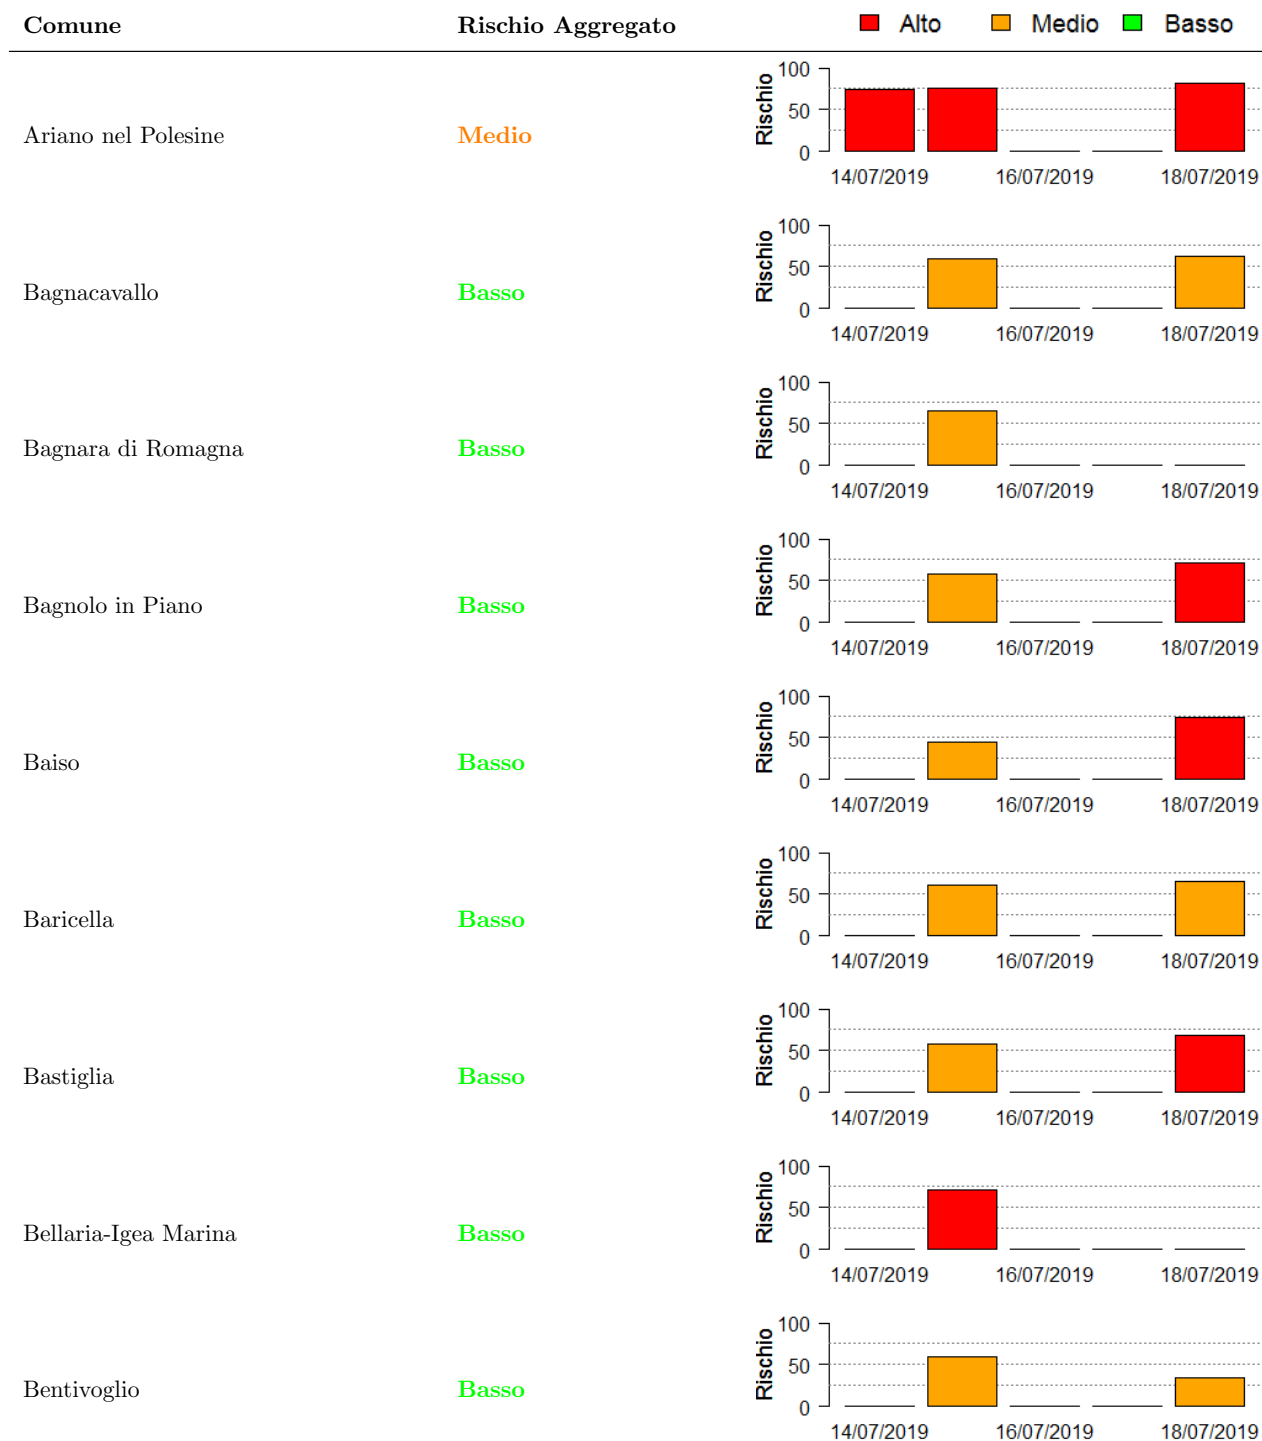 Comune Rischio Aggregato Alto Medio Basso
100
50
0
Rischio
Ariano nel Polesine Medio
14/07/2019 16/07/2019 18/07/2019
100
50
0
Rischio
Bagnacavallo Basso
14/07/2019 16/07/2019 18/07/2019
100
50
0
Rischio
Bagnara di Romagna Basso
14/07/2019 16/07/2019 18/07/2019
100
50
0
Rischio
Bagnolo in Piano Basso
14/07/2019 16/07/2019 18/07/2019
100
50
0
Rischio
Baiso Basso
14/07/2019 16/07/2019 18/07/2019
100
50
0
Rischio
Baricella Basso
14/07/2019 16/07/2019 18/07/2019
100
50
0
Rischio
Bastiglia Basso
14/07/2019 16/07/2019 18/07/2019
100
50
0
Rischio
Bellaria-Igea Marina Basso
14/07/2019 16/07/2019 18/07/2019
100
50
0
Rischio
Bentivoglio Basso
14/07/2019 16/07/2019 18/07/2019